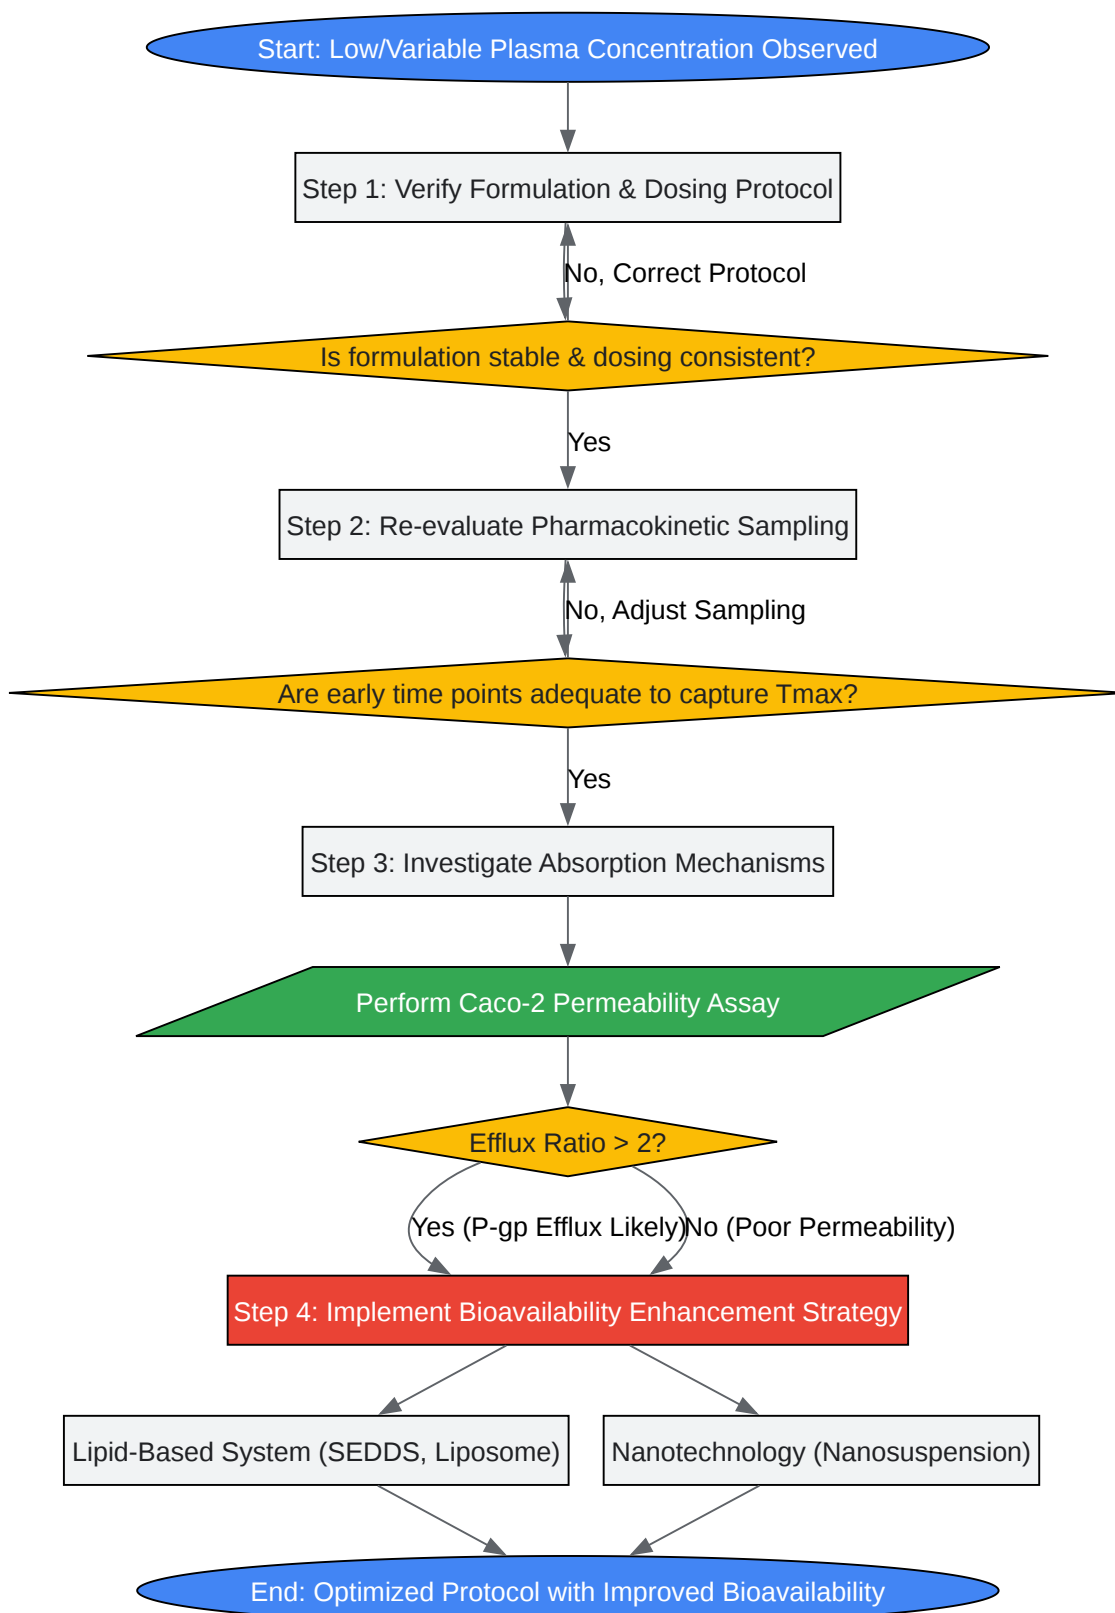 Start: Low/Variable Plasma Concentration Observed
Step 1: Verify Formulation & Dosing Protocol
No, Correct Protocol
Is formulation stable & dosing consistent?
Yes
Step 2: Re-evaluate Pharmacokinetic Sampling
No, Adjust Sampling
Are early time points adequate to capture Tmax?
Yes
Step 3: Investigate Absorption Mechanisms
Perform Caco-2 Permeability Assay
Efflux Ratio > 2?
Yes (P-gp Efflux Likely)
No (Poor Permeability)
Step 4: Implement Bioavailability Enhancement Strategy
Lipid-Based System (SEDDS, Liposome)
Nanotechnology (Nanosuspension)
End: Optimized Protocol with Improved Bioavailability